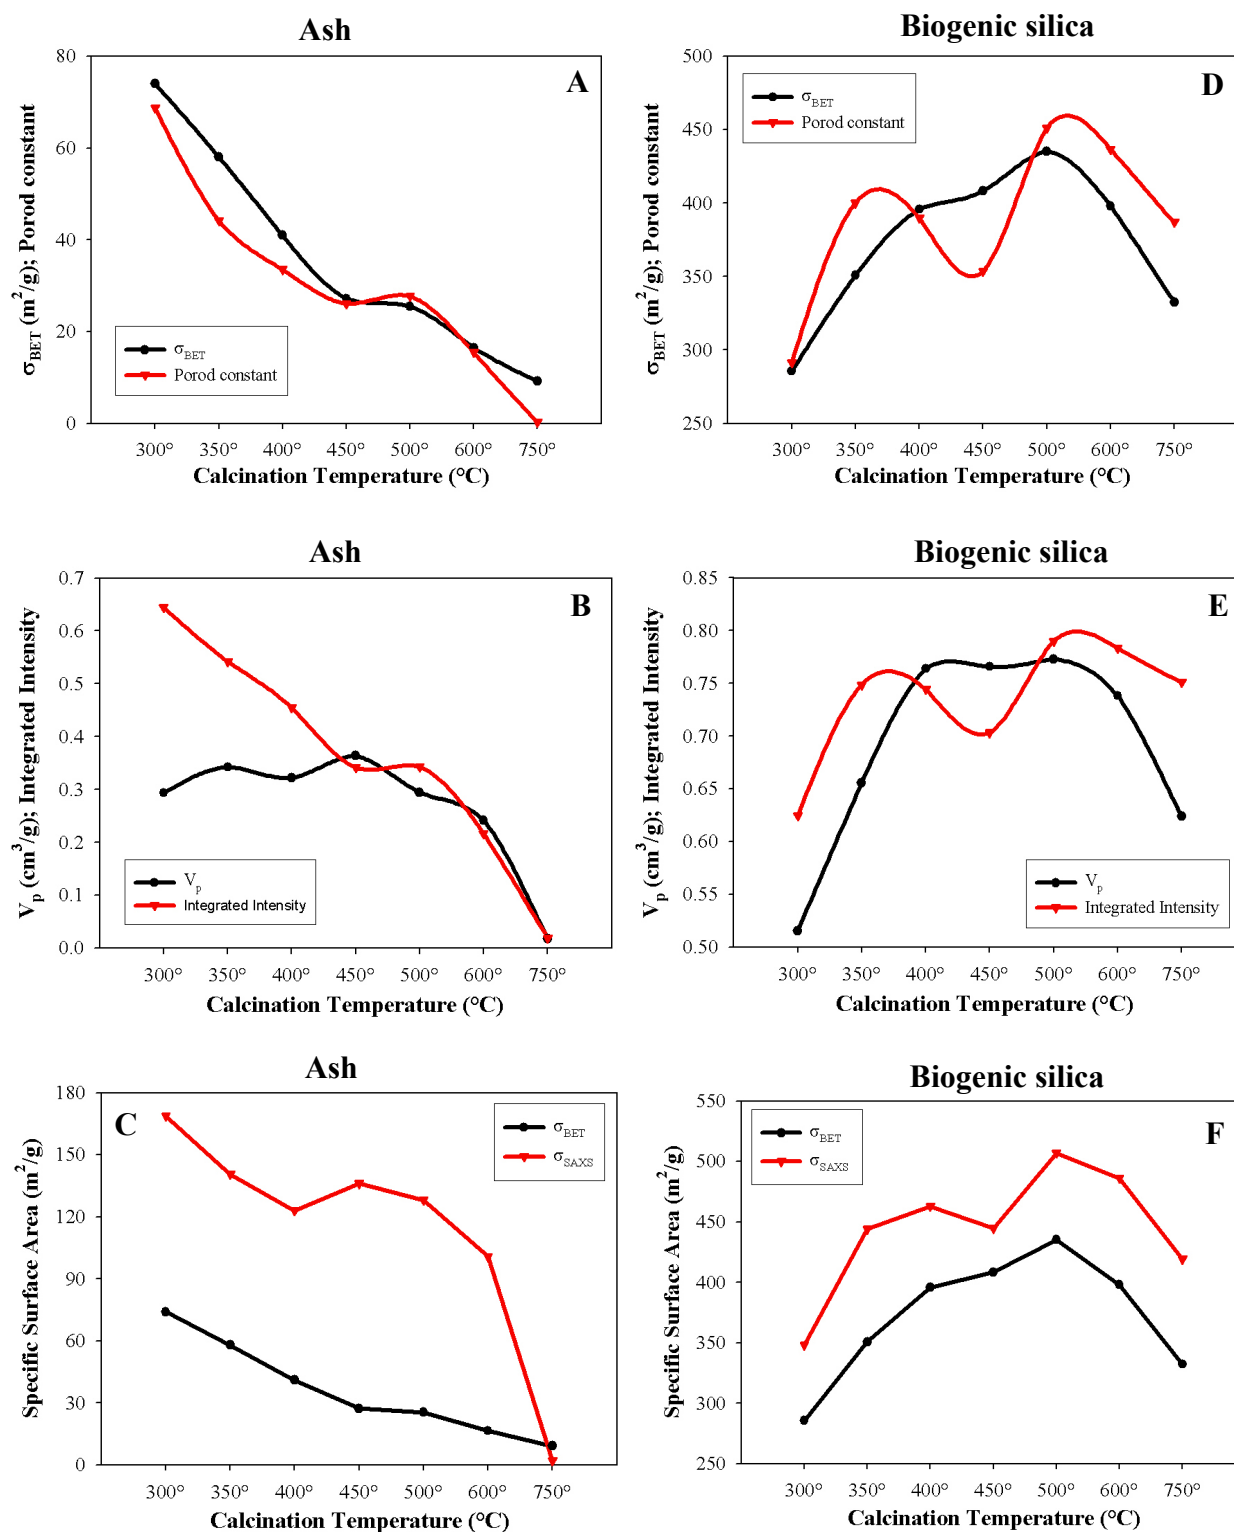 Ash
A
σBET (m²/g); Porod constant
80
60
40
20
0
σBET
Porod constant
300° 350° 400° 450° 500° 600° 750°
Calcination Temperature (°C)
Biogenic silica
D
σBET (m²/g); Porod constant
500
450
400
350
300
250
σBET
Porod constant
300° 350° 400° 450° 500° 600° 750°
Calcination Temperature (°C)
Ash
B
Vp (cm³/g); Integrated Intensity
0.7
0.6
0.5
0.4
0.3
0.2
0.1
0.0
Vp
Integrated Intensity
300° 350° 400° 450° 500° 600° 750°
Calcination Temperature (°C)
Biogenic silica
E
Vp (cm³/g); Integrated Intensity
0.85
0.80
0.75
0.70
0.65
0.60
0.55
0.50
Vp
Integrated Intensity
300° 350° 400° 450° 500° 600° 750°
Calcination Temperature (°C)
Ash
C
Specific Surface Area (m²/g)
180
150
120
90
60
30
0
σBET
σSAXS
300° 350° 400° 450° 500° 600° 750°
Calcination Temperature (°C)
Biogenic silica
F
Specific Surface Area (m²/g)
550
500
450
400
350
300
250
σBET
σSAXS
300° 350° 400° 450° 500° 600° 750°
Calcination Temperature (°C)